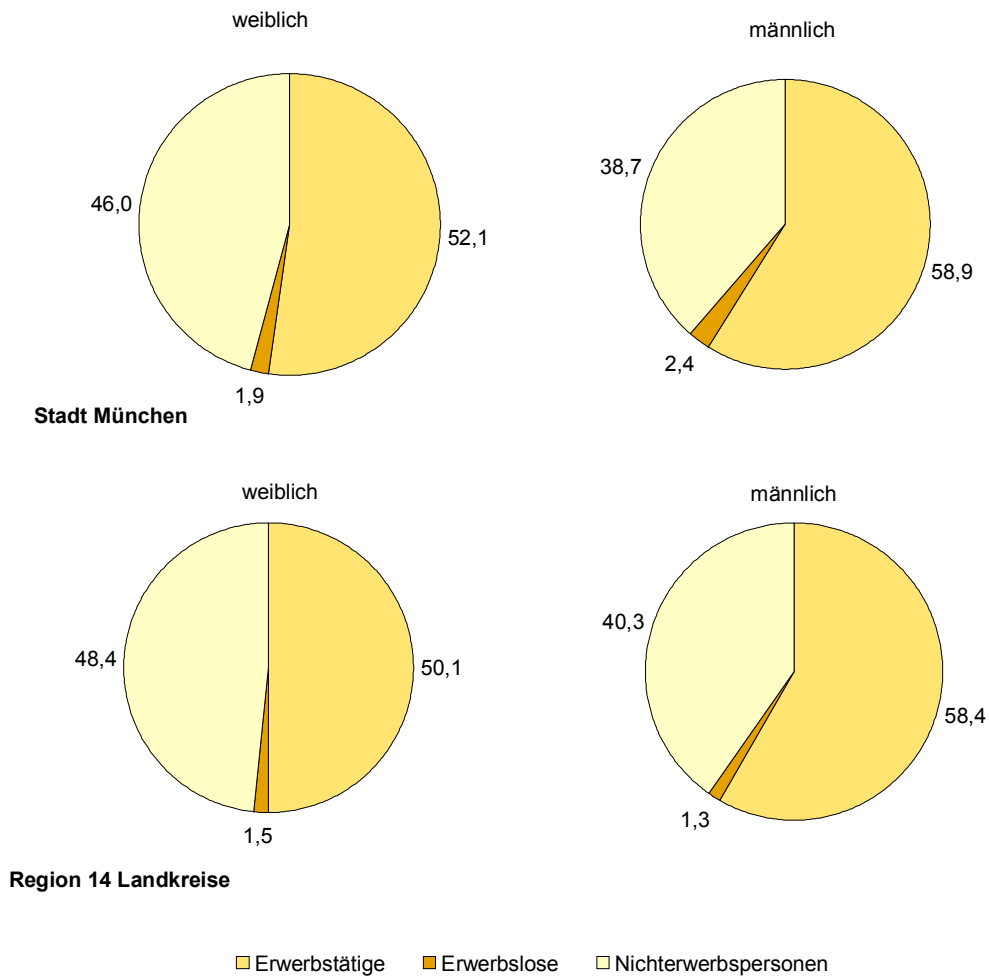 weiblich
männlich
46,0
52,1
1,9
38,7
58,9
2,4
Stadt München
weiblich
männlich
48,4
50,1
1,5
40,3
58,4
1,3
Region 14 Landkreise
Erwerbstätige Erwerbslose Nichterwerbspersonen